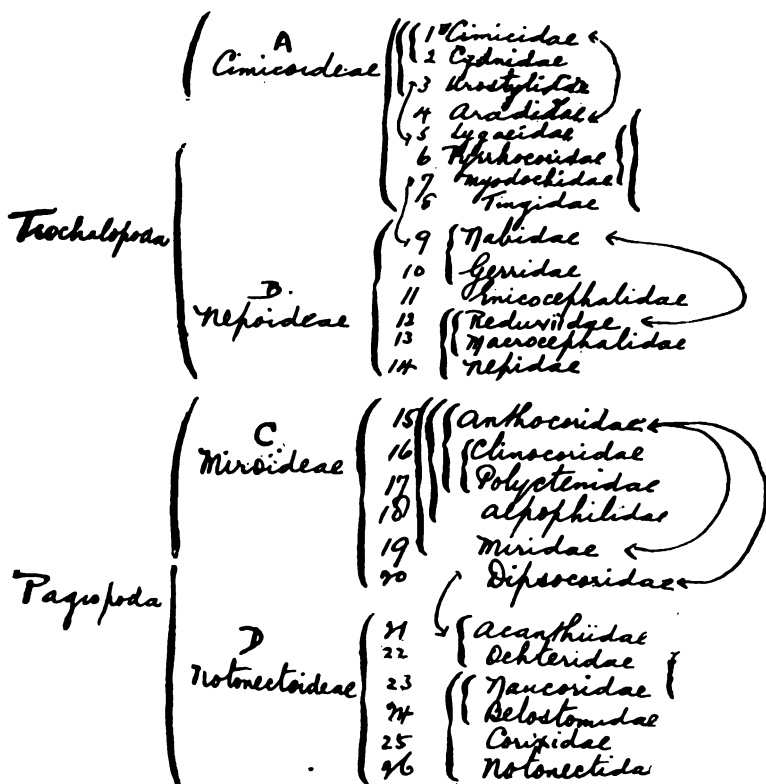 A
Cimicoideae
1 Cimicidae
2 Cydnidae
3 Urostylidae
4 Aradidae
5 Lygaeidae
6 Pyrrhocoridae
7 Myodochidae
8 Tingidae
Trochalopoda
B.
Nepoideae
9 Nabidae
10 Gerridae
11 Enicocephalidae
12 Reduviidae
13 Macrocephalidae
14 Nepidae
C
Miroideae
15 Anthocoridae
16 Clinocoridae
17 Polyctenidae
18 Aepophilidae
19 Miridae
20 Dipsocoridae
Pagiopoda
D
Notonectoideae
21 Acanthiidae
22 Ochteridae
23 Naucoridae
24 Belostomidae
25 Corixidae
26 Notonectida